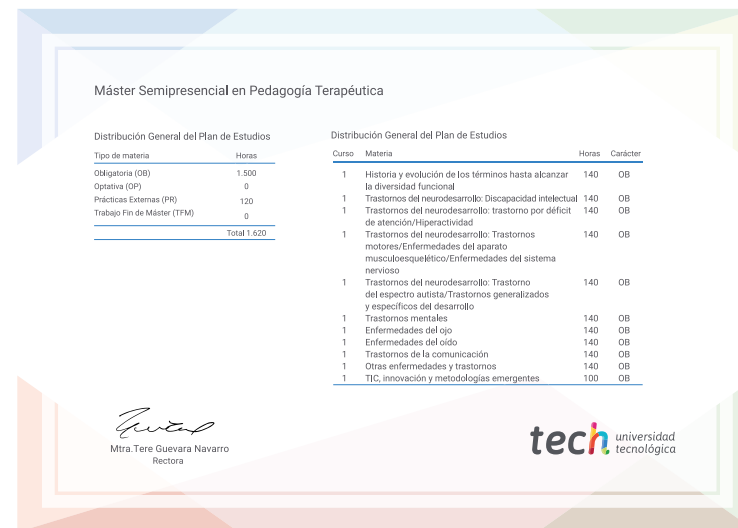 Máster Semipresencial en Pedagogía Terapéutica
Distribución General del Plan de Estudios
Tipo de materia Horas
Obligatoria (OB) 1.500
Optativa (OP) 0
Prácticas Externas (PR) 120
Trabajo Fin de Máster (TFM) 0
Total 1.620
Distribución General del Plan de Estudios
Curso Materia Horas Carácter
1 Historia y evolución de los términos hasta alcanzar 140 OB
la diversidad funcional
1 Trastornos del neurodesarrollo: Discapacidad intelectual 140 OB
1 Trastornos del neurodesarrollo: trastorno por déficit 140 OB
de atención/Hiperactividad
1 Trastornos del neurodesarrollo: Trastornos 140 OB
motores/Enfermedades del aparato
musculoesquelético/Enfermedades del sistema
nervioso
1 Trastornos del neurodesarrollo: Trastorno 140 OB
del espectro autista/Trastornos generalizados
y específicos del desarrollo
1 Trastornos mentales 140 OB
1 Enfermedades del ojo 140 OB
1 Enfermedades del oído 140 OB
1 Trastornos de la comunicación 140 OB
1 Otras enfermedades y trastornos 140 OB
1 TIC, innovación y metodologías emergentes 100 OB
Mtra.Tere Guevara Navarro
Rectora
tech universidad
tecnológica